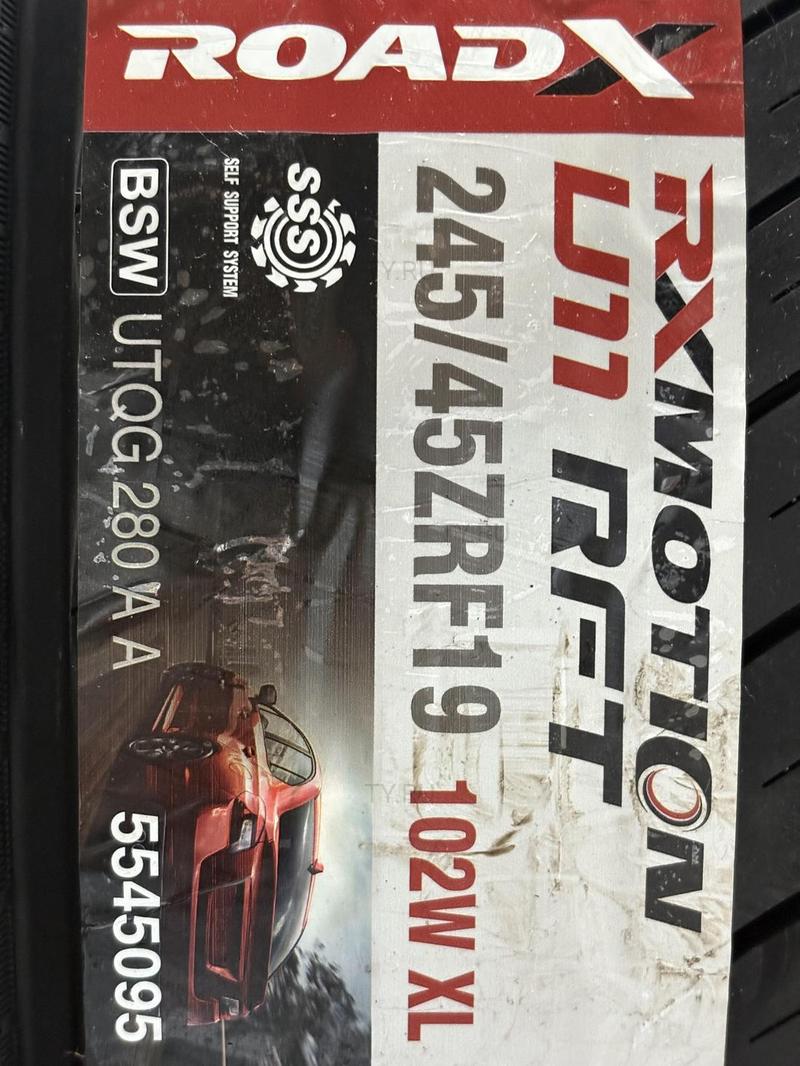 ROADX
RXMOTION
U11 RFT
245/45ZRF19 102W XL
SSS
SELF SUPPORT SYSTEM
BSW UTQG 280 A A 5545095